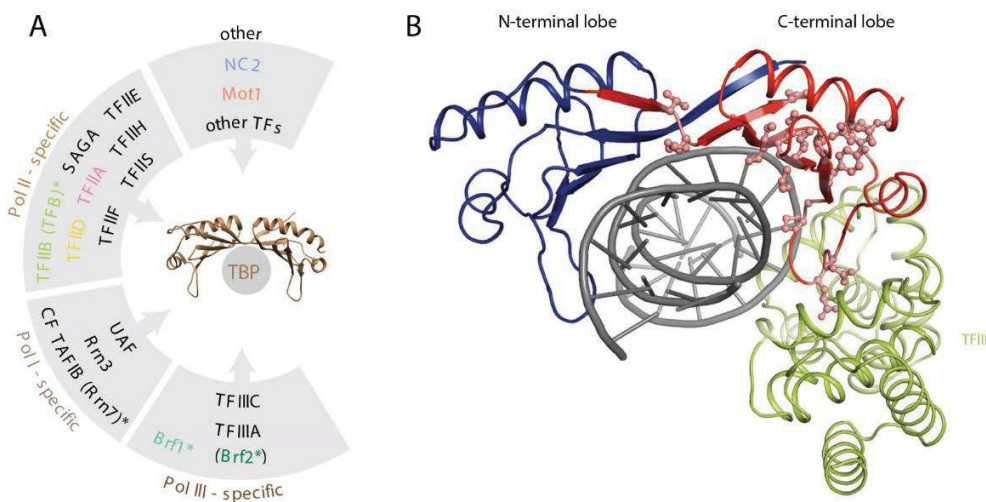 A
other
NC2
Mot1
other TFs
Pol II - specific
TFIIB (TFB)*
TFIID
TFIIA
SAGA
TFIIE
TFIIF
TFIIH
TFIIS
TBP
Pol I - specific
CF TAFIB (Rrn7)*
Rrn3
UAF
TFIIIC
TFIIIA
Brf1*
(Brf2*)
Pol III - specific
B
N-terminal lobe
C-terminal lobe